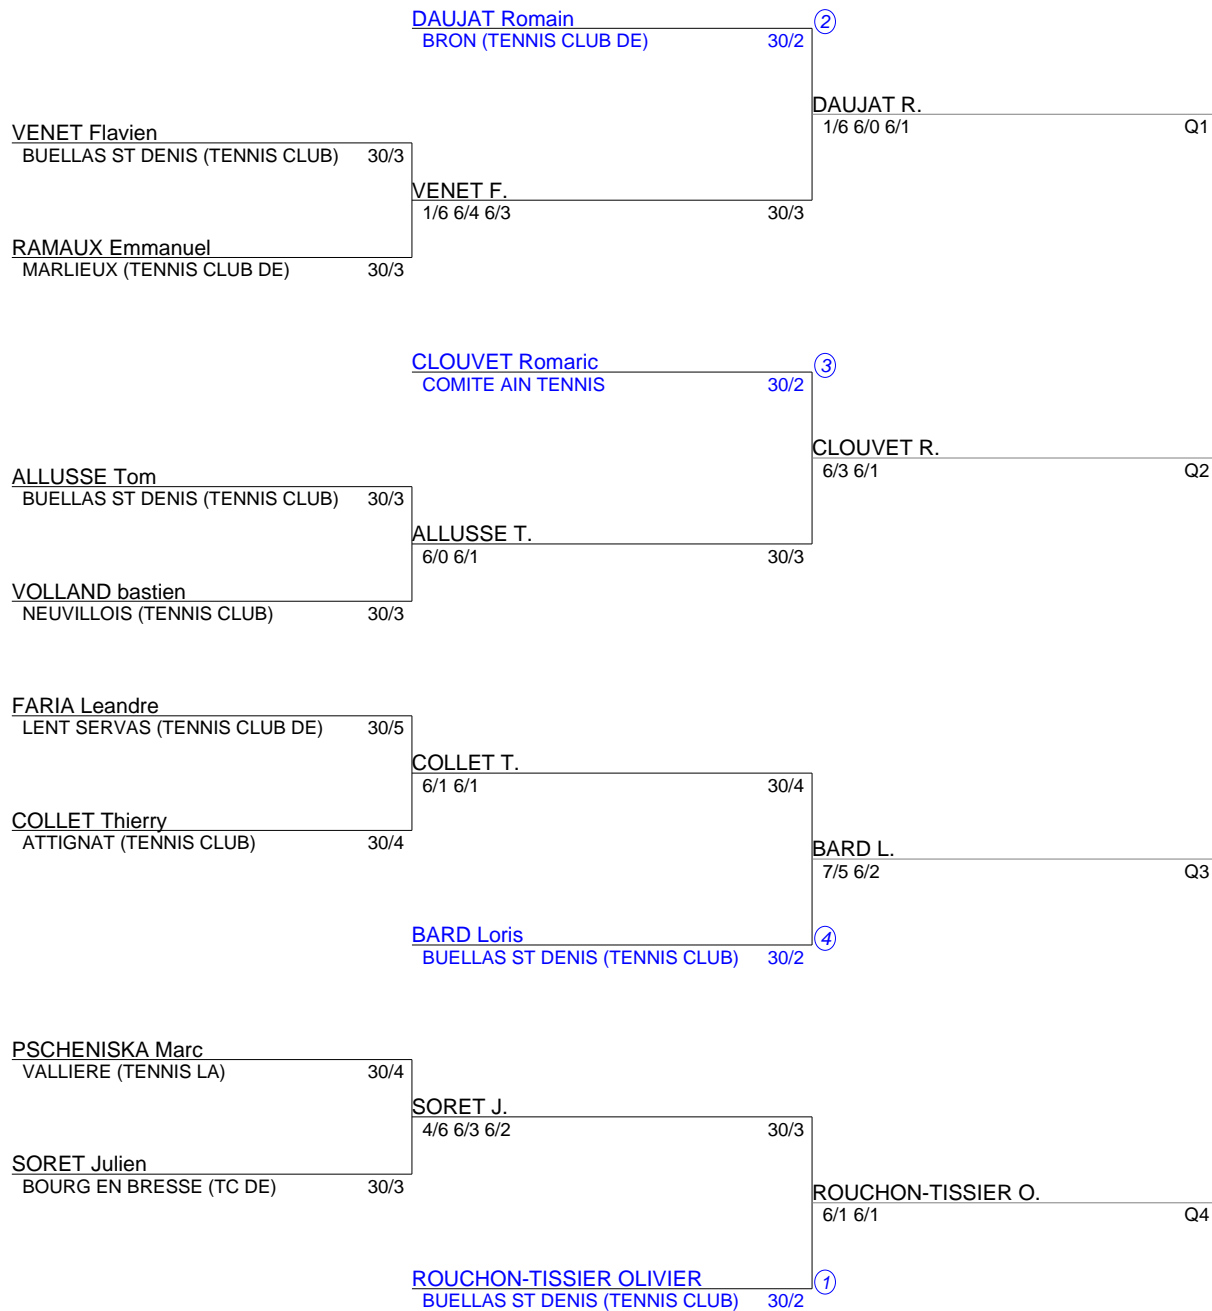 DAUJAT Romain 2
BRON (TENNIS CLUB DE) 30/2
DAUJAT R.
1/6 6/0 6/1 Q1
VENET Flavien
BUELLAS ST DENIS (TENNIS CLUB) 30/3
VENET F.
1/6 6/4 6/3 30/3
RAMAUX Emmanuel
MARLIEUX (TENNIS CLUB DE) 30/3
CLOUVET Romaric 3
COMITE AIN TENNIS 30/2
CLOUVET R.
6/3 6/1 Q2
ALLUSSE Tom
BUELLAS ST DENIS (TENNIS CLUB) 30/3
ALLUSSE T.
6/0 6/1 30/3
VOLLAND bastien
NEUVILLOIS (TENNIS CLUB) 30/3
FARIA Leandre
LENT SERVAS (TENNIS CLUB DE) 30/5
COLLET T.
6/1 6/1 30/4
COLLET Thierry
ATTIGNAT (TENNIS CLUB) 30/4
BARD L.
7/5 6/2 Q3
BARD Loris 4
BUELLAS ST DENIS (TENNIS CLUB) 30/2
PSCHENISKA Marc
VALLIERE (TENNIS LA) 30/4
SORET J.
4/6 6/3 6/2 30/3
SORET Julien
BOURG EN BRESSE (TC DE) 30/3
ROUCHON-TISSIER O.
6/1 6/1 Q4
ROUCHON-TISSIER OLIVIER 1
BUELLAS ST DENIS (TENNIS CLUB) 30/2